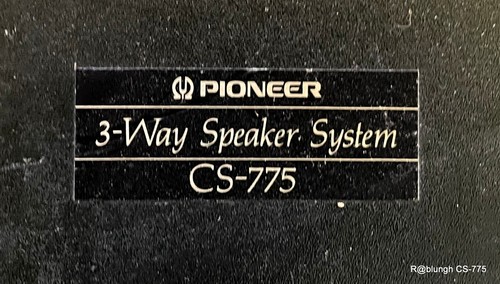 PIONEER
3-Way Speaker System
CS-775
R@blungh CS-775